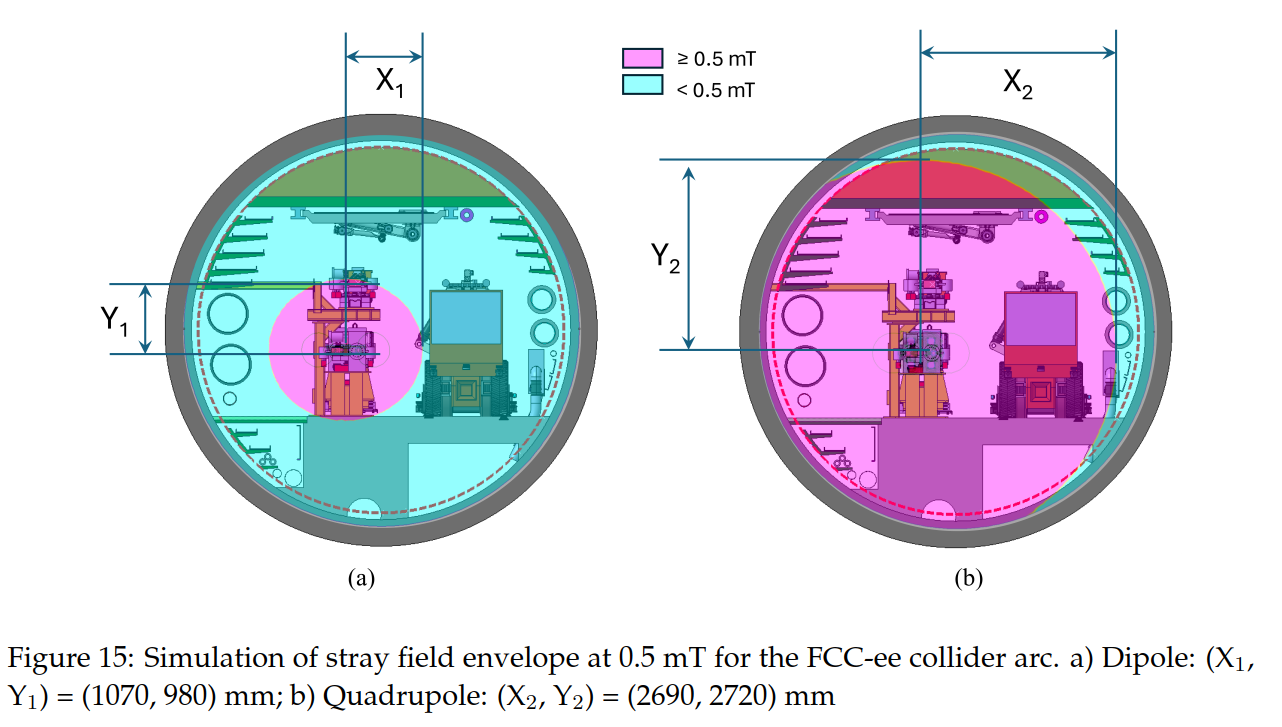 ≥ 0.5 mT
< 0.5 mT
X₁
X₂
Y₁
Y₂
(a)
(b)
Figure 15: Simulation of stray field envelope at 0.5 mT for the FCC-ee collider arc. a) Dipole: (X₁,
Y₁) = (1070, 980) mm; b) Quadrupole: (X₂, Y₂) = (2690, 2720) mm